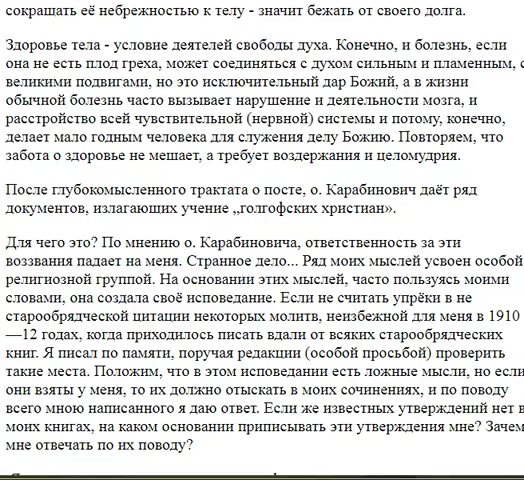 сокращать её небрежностью к телу - значит бежать от своего долга.
Здоровье тела - условие деятелей свободы духа. Конечно, и болезнь, если
она не есть плод греха, может соединяться с духом сильным и пламенным, с
великими подвигами, но это исключительный дар Божий, а в жизни
обычной болезнь часто вызывает нарушение и деятельности мозга, и
расстройство всей чувствительной (нервной) системы и потому, конечно,
делает мало годным человека для служения делу Божию. Повторяем, что
забота о здоровье не мешает, а требует воздержания и целомудрия.
После глубокомысленного трактата о посте, о. Карабинович даёт ряд
документов, излагающих учение „голгофских христиан».
Для чего это? По мнению о. Карабиновича, ответственность за эти
воззвания падает на меня. Странное дело... Ряд моих мыслей усвоен особой
религиозной группой. На основании этих мыслей, часто пользуясь моими
словами, она создала своё исповедание. Если не считать упрёки в не
старообрядческой цитации некоторых молитв, неизбежной для меня в 1910
—12 годах, когда приходилось писать вдали от всяких старообрядческих
книг. Я писал по памяти, поручая редакции (особой просьбой) проверить
такие места. Положим, что в этом исповедании есть ложные мысли, но если
они взяты у меня, то их должно отыскать в моих сочинениях, и по поводу
всего мною написанного я даю ответ. Если же известных утверждений нет в
моих книгах, на каком основании приписывать эти утверждения мне? Зачем
мне отвечать по их поводу?